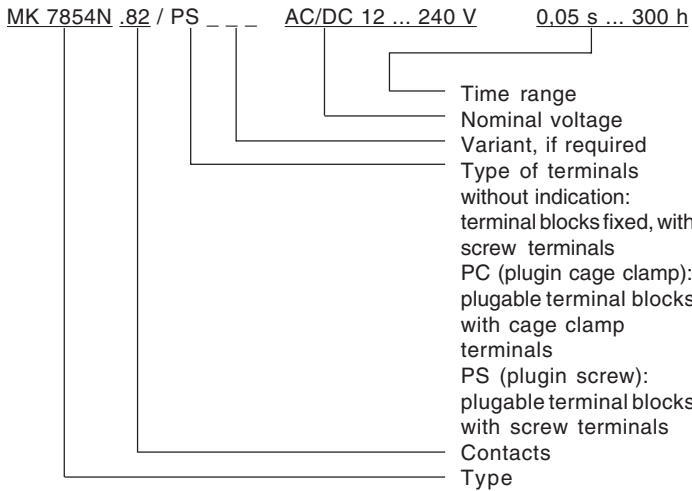 MK 7854N .82 / PS _ _ _ AC/DC 12 ... 240 V 0,05 s ... 300 h
Time range
Nominal voltage
Variant, if required
Type of terminals
without indication:
terminal blocks fixed, with
screw terminals
PC (plugin cage clamp):
plugable terminal blocks
with cage clamp
terminals
PS (plugin screw):
plugable terminal blocks
with screw terminals
Contacts
Type